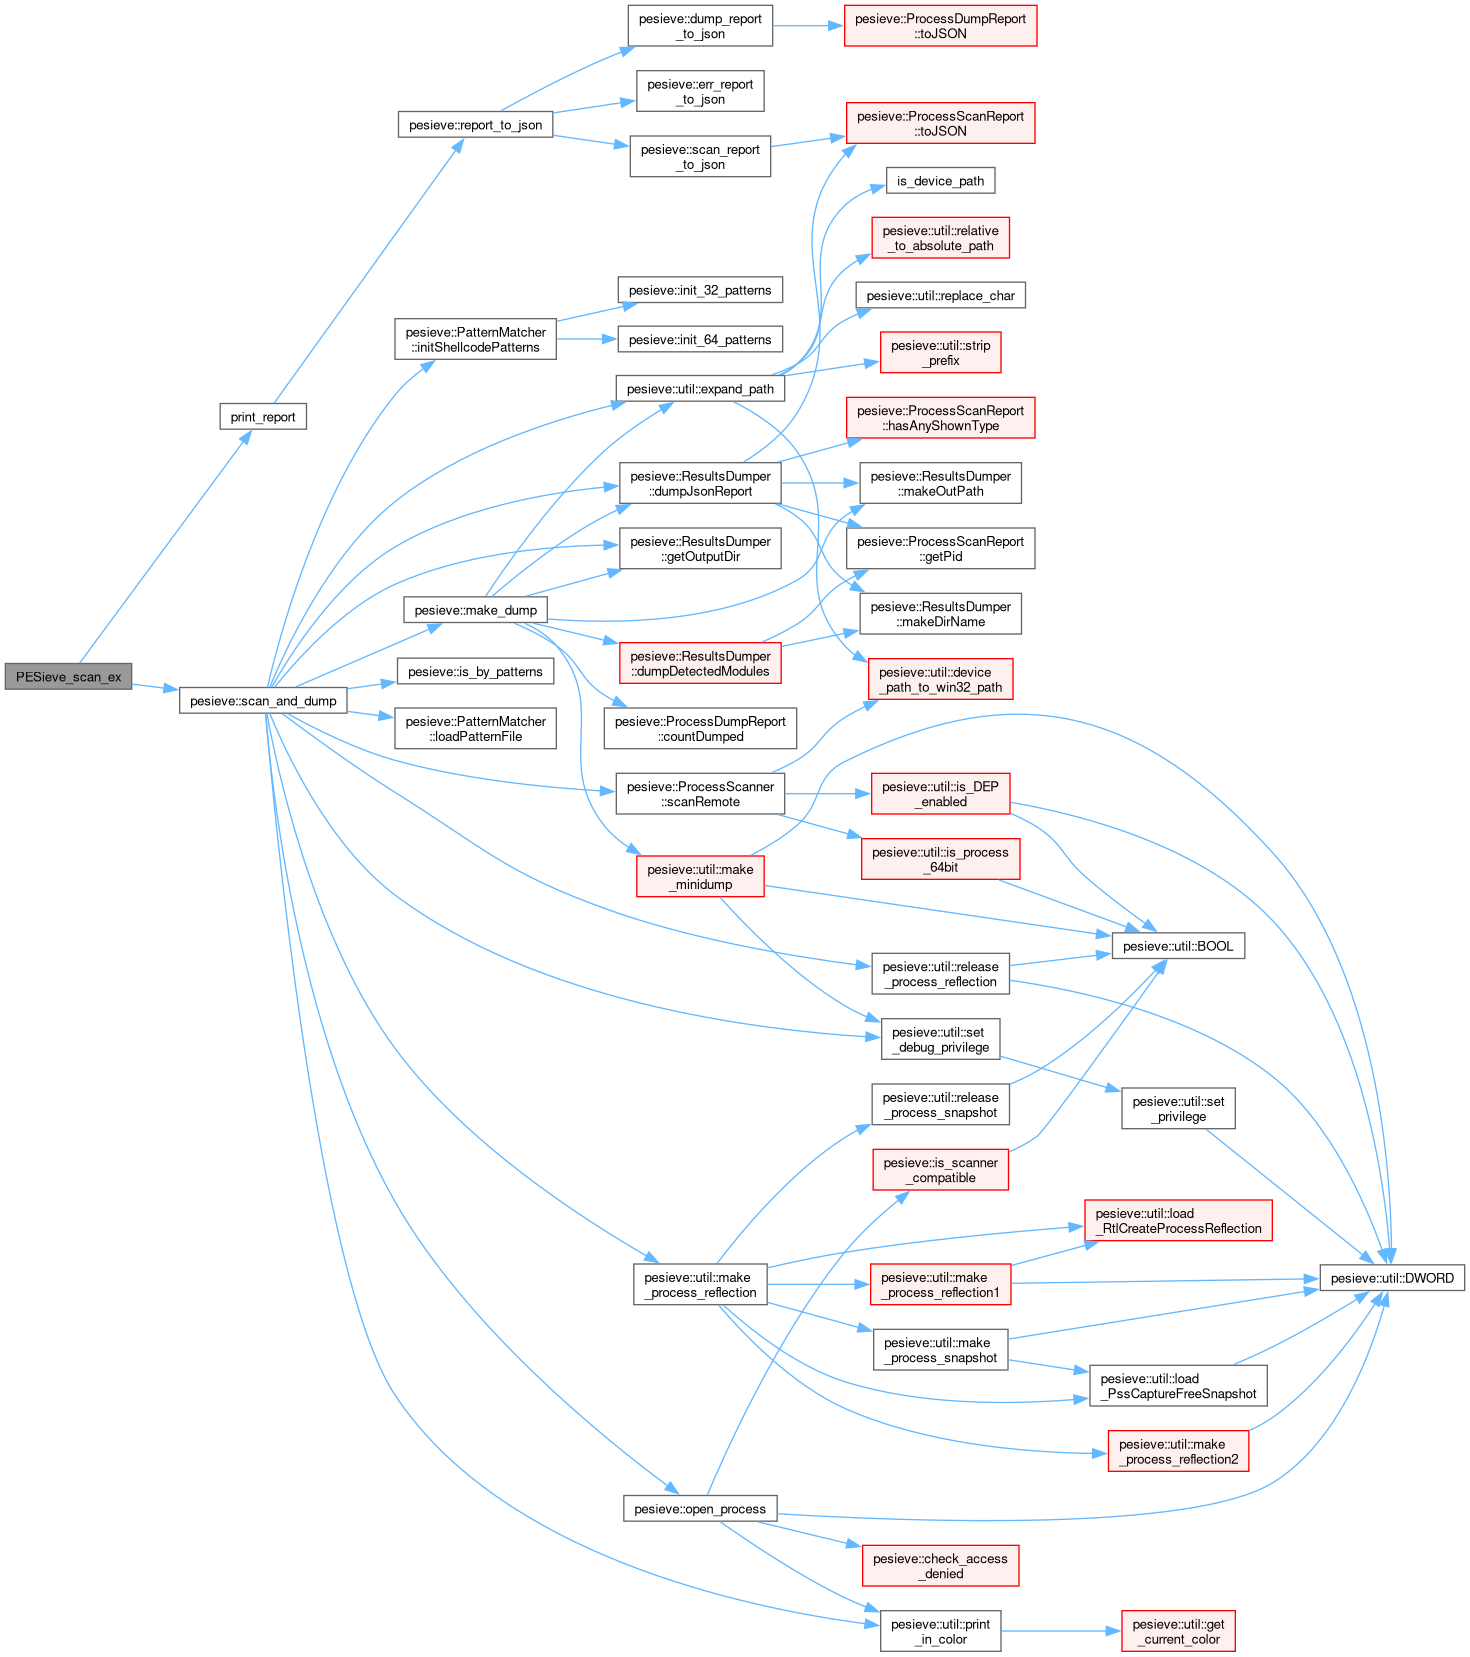 pesieve::dump_report
_to_json
pesieve::ProcessDumpReport
::toJSON
pesieve::err_report
_to_json
pesieve::report_to_json
pesieve::scan_report
_to_json
pesieve::ProcessScanReport
::toJSON
is_device_path
pesieve::util::relative
_to_absolute_path
pesieve::init_32_patterns
pesieve::util::replace_char
pesieve::PatternMatcher
::initShellcodePatterns
pesieve::init_64_patterns
pesieve::util::strip
_prefix
pesieve::util::expand_path
print_report
pesieve::ProcessScanReport
::hasAnyShownType
pesieve::ResultsDumper
::dumpJsonReport
pesieve::ResultsDumper
::makeOutPath
pesieve::ResultsDumper
::getOutputDir
pesieve::ProcessScanReport
::getPid
pesieve::make_dump
pesieve::ResultsDumper
::makeDirName
PESieve_scan_ex
pesieve::is_by_patterns
pesieve::ResultsDumper
::dumpDetectedModules
pesieve::util::device
_path_to_win32_path
pesieve::scan_and_dump
pesieve::PatternMatcher
::loadPatternFile
pesieve::ProcessDumpReport
::countDumped
pesieve::ProcessScanner
::scanRemote
pesieve::util::is_DEP
_enabled
pesieve::util::is_process
_64bit
pesieve::util::make
_minidump
pesieve::util::BOOL
pesieve::util::release
_process_reflection
pesieve::util::set
_debug_privilege
pesieve::util::release
_process_snapshot
pesieve::util::set
_privilege
pesieve::is_scanner
_compatible
pesieve::util::load
_RtlCreateProcessReflection
pesieve::util::make
_process_reflection
pesieve::util::make
_process_reflection1
pesieve::util::DWORD
pesieve::util::make
_process_snapshot
pesieve::util::load
_PssCaptureFreeSnapshot
pesieve::util::make
_process_reflection2
pesieve::open_process
pesieve::check_access
_denied
pesieve::util::print
_in_color
pesieve::util::get
_current_color